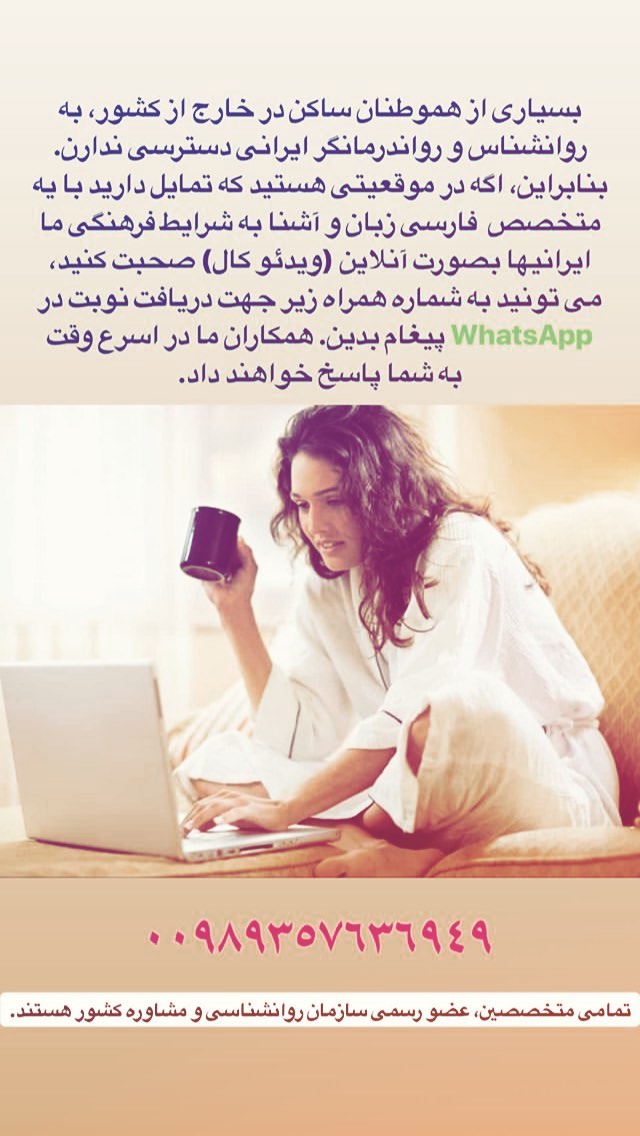 بسیاری از هموطنان ساکن در خارج از کشور، به
روانشناس و رواندرمانگر ایرانی دسترسی ندارن.
بنابراین، اگه در موقعیتی هستید که تمایل دارید با یه
متخصص فارسی زبان و آشنا به شرایط فرهنگی ما
ایرانیها بصورت آنلاین (ویدئو کال) صحبت کنید،
می تونید به شماره همراه زیر جهت دریافت نوبت در
WhatsApp پیغام بدین. همکاران ما در اسرع وقت
به شما پاسخ خواهند داد.
٠٠٩٨٩٣٥٧٦٣٦٩٤٩
تمامی متخصصین، عضو رسمی سازمان روانشناسی و مشاوره کشور هستند.